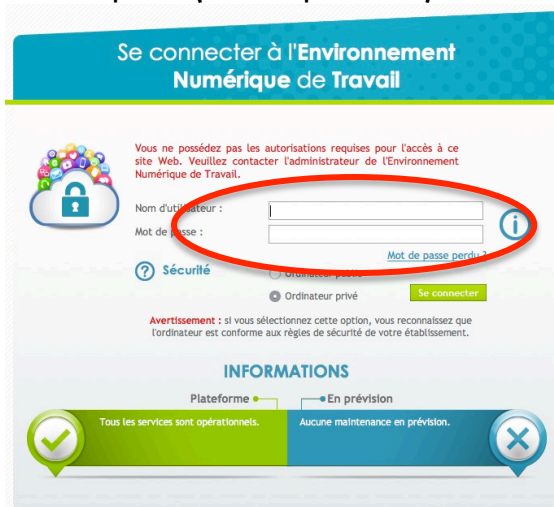 Se connecter à l'Environnement
Numérique de Travail
Vous ne possédez pas les autorisations requises pour l'accès à ce
site Web. Veuillez contacter l'administrateur de l'Environnement
Numérique de Travail.
Nom d'utilisateur :
Mot de passe :
Mot de passe perdu ?
Sécurité
Ordinateur public
Ordinateur privé
Se connecter
Avertissement : si vous sélectionnez cette option, vous reconnaissez que
l'ordinateur est conforme aux règles de sécurité de votre établissement.
INFORMATIONS
Plateforme
En prévision
Tous les services sont opérationnels.
Aucune maintenance en prévision.